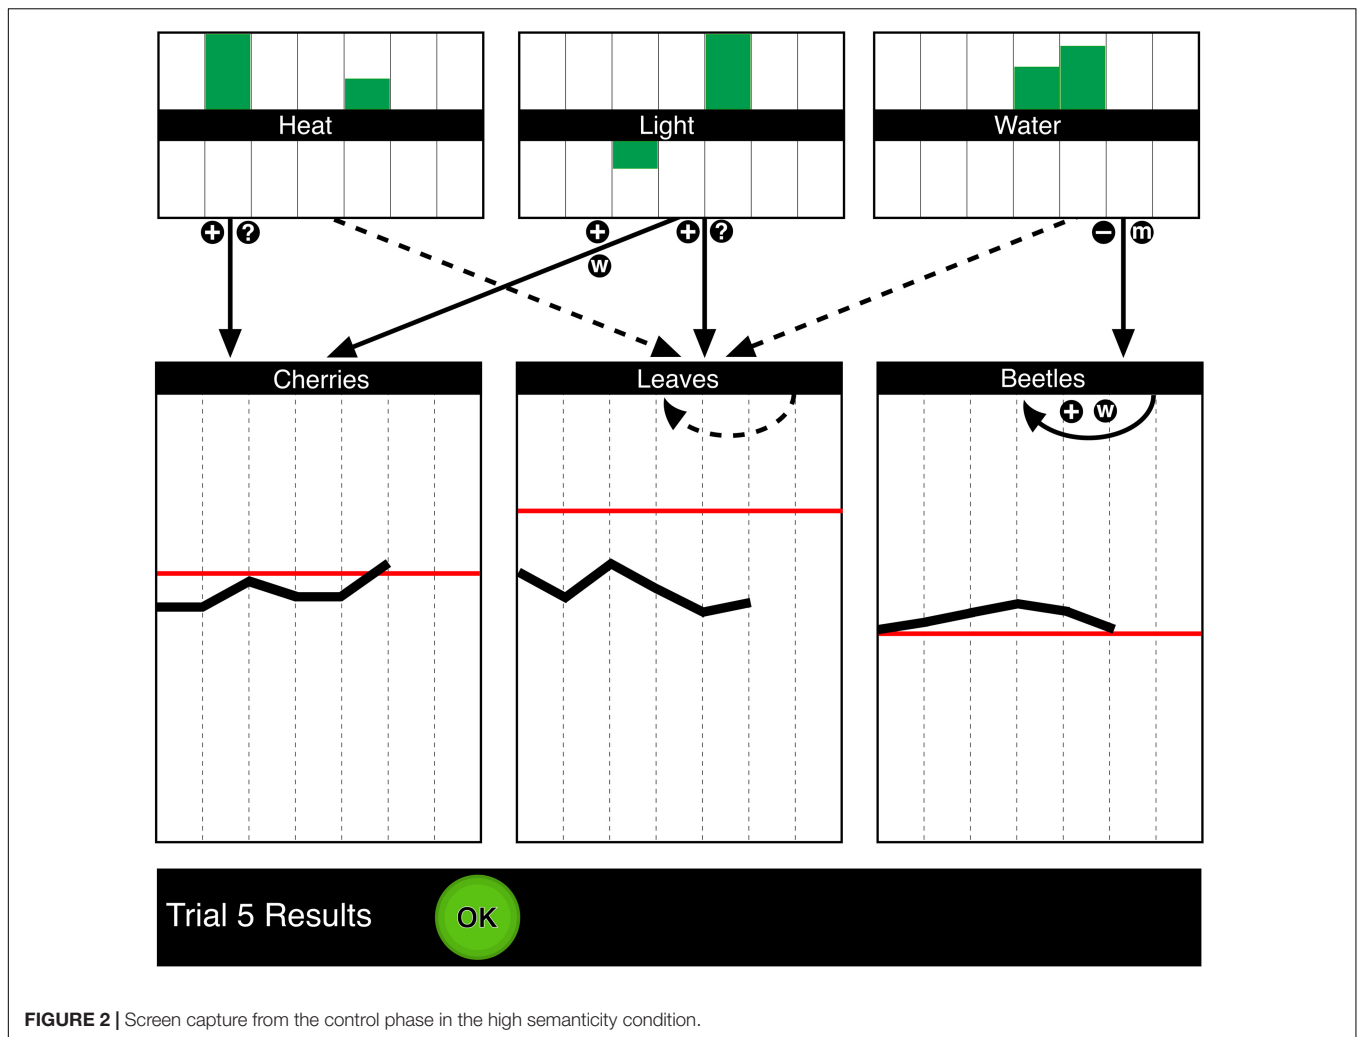 Heat
Light
Water
+ ?
+
w
+ ?
− m
Cherries
Leaves
Beetles
+ w
Trial 5 Results
OK
FIGURE 2 | Screen capture from the control phase in the high semanticity condition.